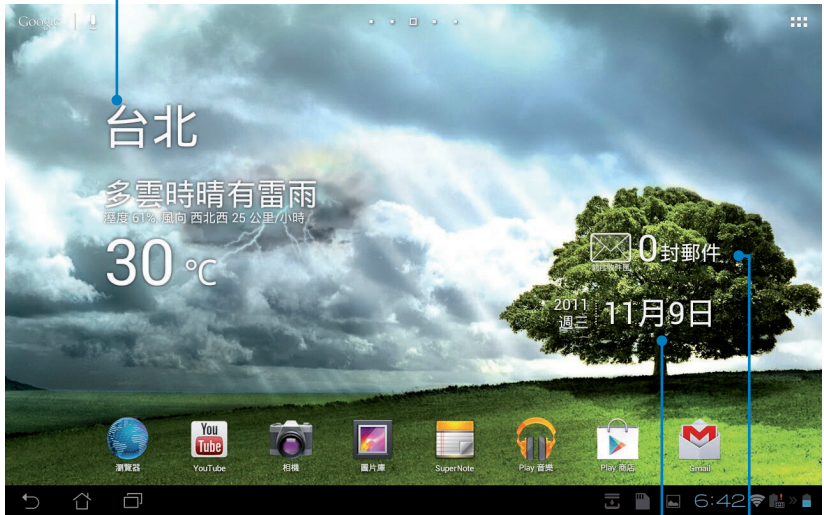 Google
台北
多雲時晴有雷雨
溼度 61%, 風向 西北西 25 公里/小時
30 °C
0封郵件
2011
週三
11月9日
You
Tube
瀏覽器
YouTube
相機
圖片庫
SuperNote
Play 音樂
Play 商店
Gmail
6:42